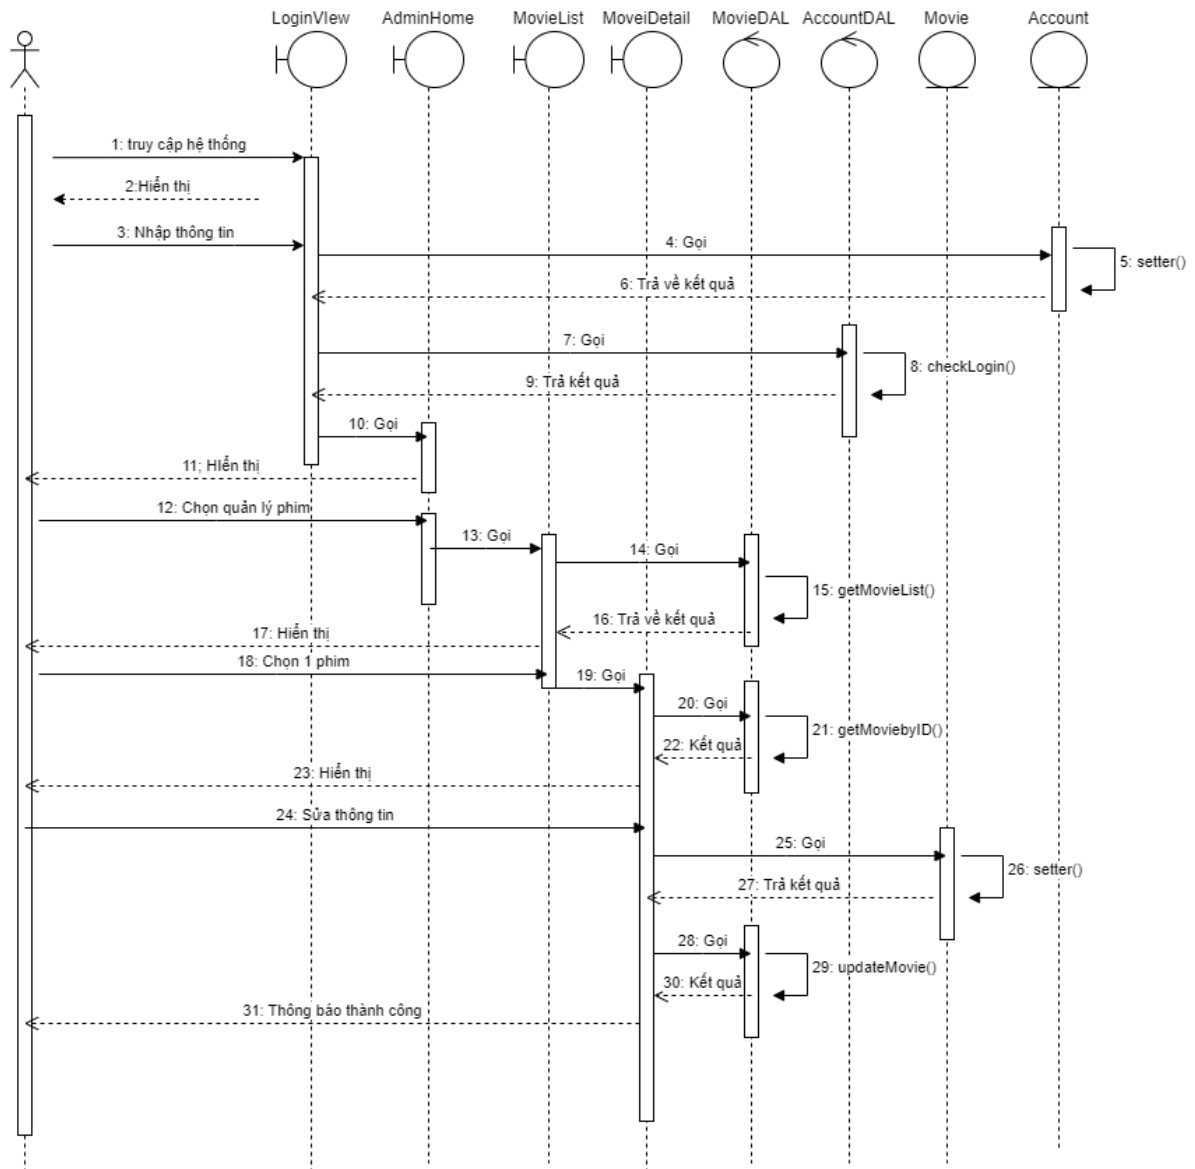 LoginVIew
AdminHome
MovieList
MoveiDetail
MovieDAL
AccountDAL
Movie
Account
1: truy cập hệ thống
2:Hiển thị
3: Nhập thông tin
4: Gọi
5: setter()
6: Trả về kết quả
7: Gọi
8: checkLogin()
9: Trả kết quả
10: Gọi
11; HIển thị
12: Chọn quản lý phim
13: Gọi
14: Gọi
15: getMovieList()
16: Trả về kết quả
17: Hiển thị
18: Chọn 1 phim
19: Gọi
20: Gọi
21: getMoviebyID()
22: Kết quả
23: Hiển thị
24: Sửa thông tin
25: Gọi
26: setter()
27: Trả kết quả
28: Gọi
29: updateMovie()
30: Kết quả
31: Thông báo thành công